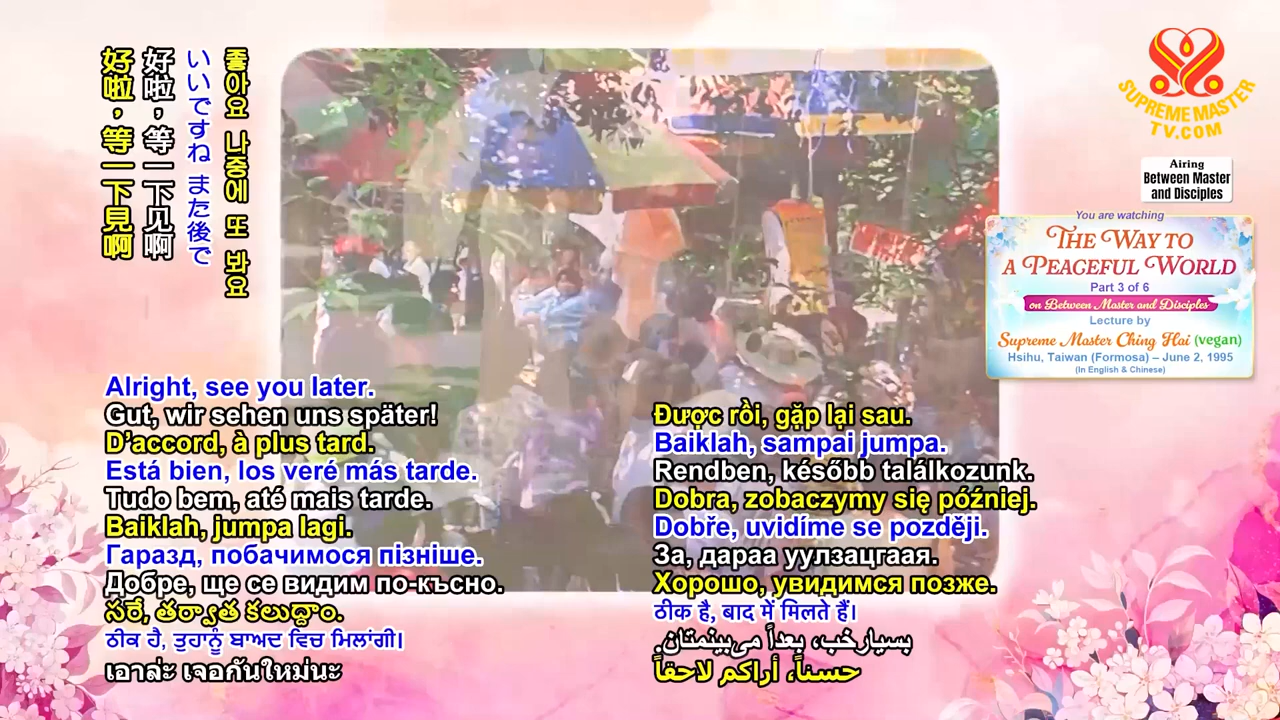 好啦，等一下見啊
好啦，等一下见啊
いいですね また後で
좋아요 나중에 또 봐요
SUPREME MASTER
TV.COM
Airing
Between Master
and Disciples
You are watching
THE WAY TO
A PEACEFUL WORLD
Part 3 of 6
on Between Master and Disciples
Lecture by
Supreme Master Ching Hai (vegan)
Hsihu, Taiwan (Formosa) – June 2, 1995
(In English & Chinese)
Alright, see you later.
Gut, wir sehen uns später!
D’accord, à plus tard.
Está bien, los veré más tarde.
Tudo bem, até mais tarde.
Baiklah, jumpa lagi.
Гаразд, побачимося пізніше.
Добре, ще се видим по-късно.
సరే, తర్వాత కలుద్దాం.
ਠੀਕ ਹੈ, ਤੁਹਾਨੂੰ ਬਾਅਦ ਵਿਚ ਮਿਲਾਂਗੀ।
เอาล่ะ เจอกันใหม่นะ
Được rồi, gặp lại sau.
Baiklah, sampai jumpa.
Rendben, később találkozunk.
Dobra, zobaczymy się później.
Dobře, uvidíme se později.
За, дараа уулзацгаая.
Хорошо, увидимся позже.
ठीक है, बाद में मिलते हैं।
بسیارخب، بعداً می‌بینمتان.
حسناً، أراكم لاحقاً